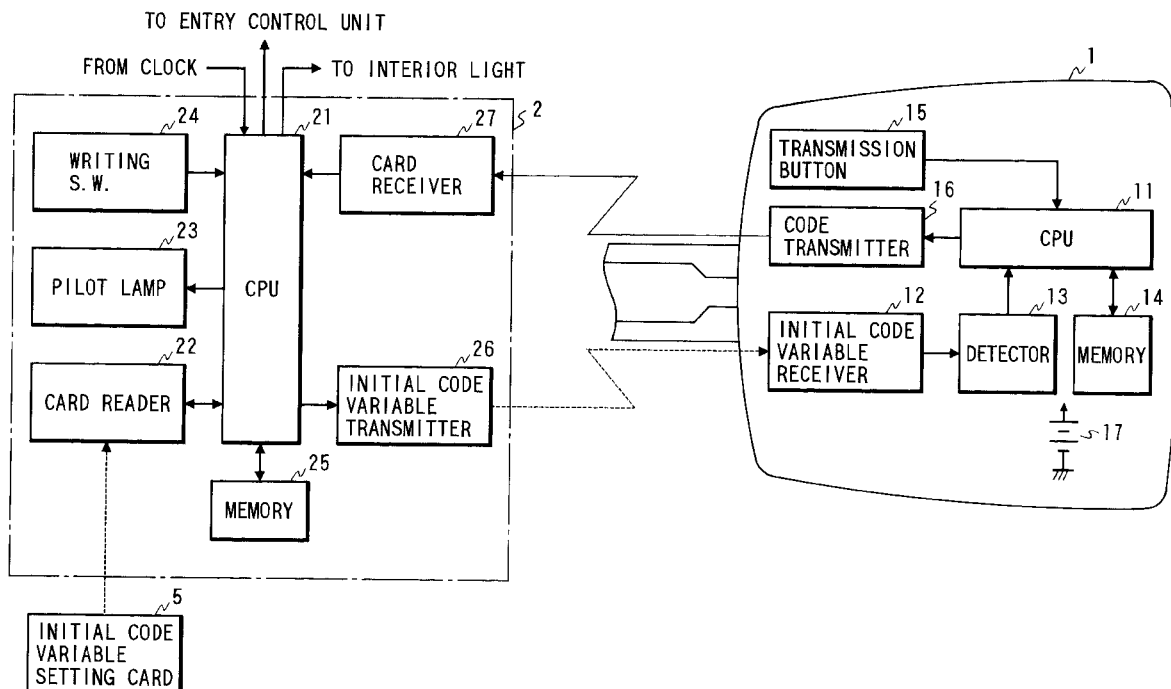 TO ENTRY CONTROL UNIT
FROM CLOCK
TO INTERIOR LIGHT
1
2
24
WRITING
S.W.
21
CPU
27
CARD
RECEIVER
15
TRANSMISSION
BUTTON
16
CODE
TRANSMITTER
11
CPU
23
PILOT LAMP
22
CARD READER
26
INITIAL CODE
VARIABLE
TRANSMITTER
12
INITIAL CODE
VARIABLE
RECEIVER
13
DETECTOR
14
MEMORY
17
25
MEMORY
5
INITIAL CODE
VARIABLE
SETTING CARD